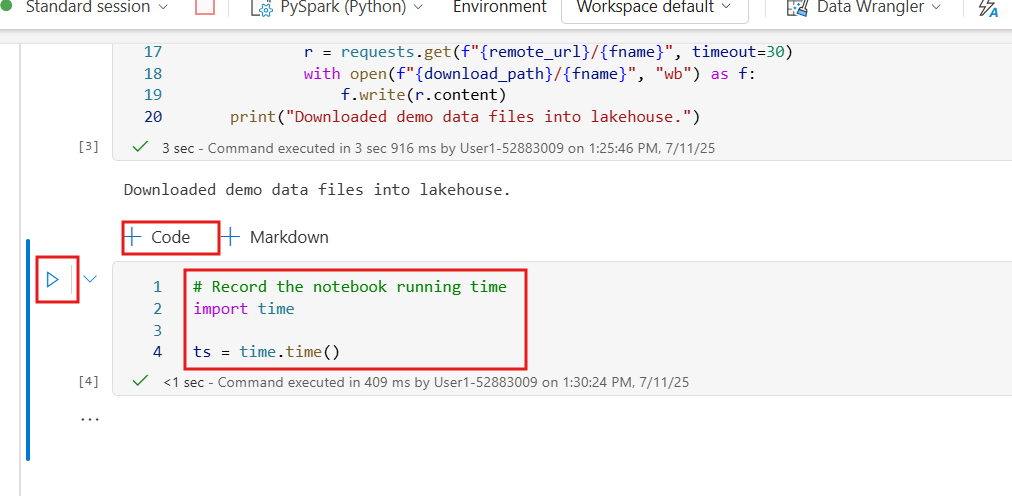 Standard session PySpark (Python) Environment Workspace default Data Wrangler
17 r = requests.get(f"{remote_url}/{fname}", timeout=30)
18 with open(f"{download_path}/{fname}", "wb") as f:
19 f.write(r.content)
20 print("Downloaded demo data files into lakehouse.")
[3] 3 sec - Command executed in 3 sec 916 ms by User1-52883009 on 1:25:46 PM, 7/11/25
Downloaded demo data files into lakehouse.
+ Code + Markdown
1 # Record the notebook running time
2 import time
3
4 ts = time.time()
[4] <1 sec - Command executed in 409 ms by User1-52883009 on 1:30:24 PM, 7/11/25
...